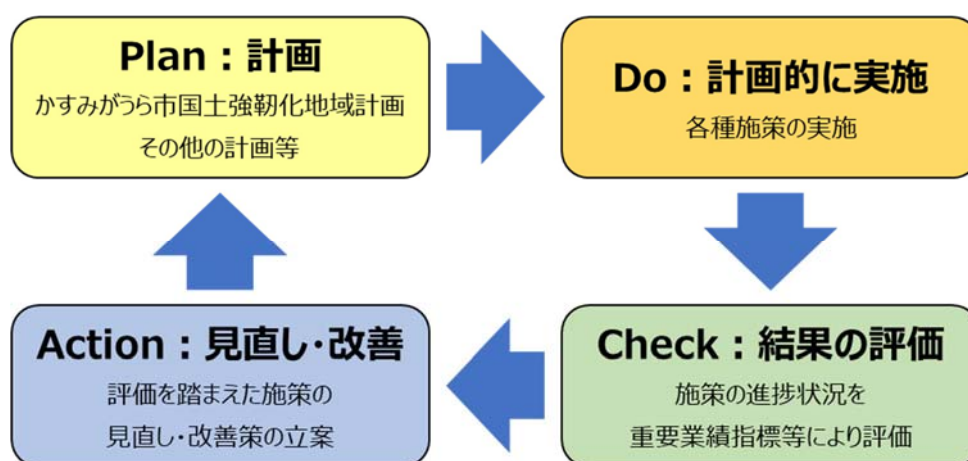 Plan：計画
かすみがうら市国土強靭化地域計画
その他の計画等
Do：計画的に実施
各種施策の実施
Check：結果の評価
施策の進捗状況を
重要業績指標等により評価
Action：見直し・改善
評価を踏まえた施策の
見直し・改善策の立案